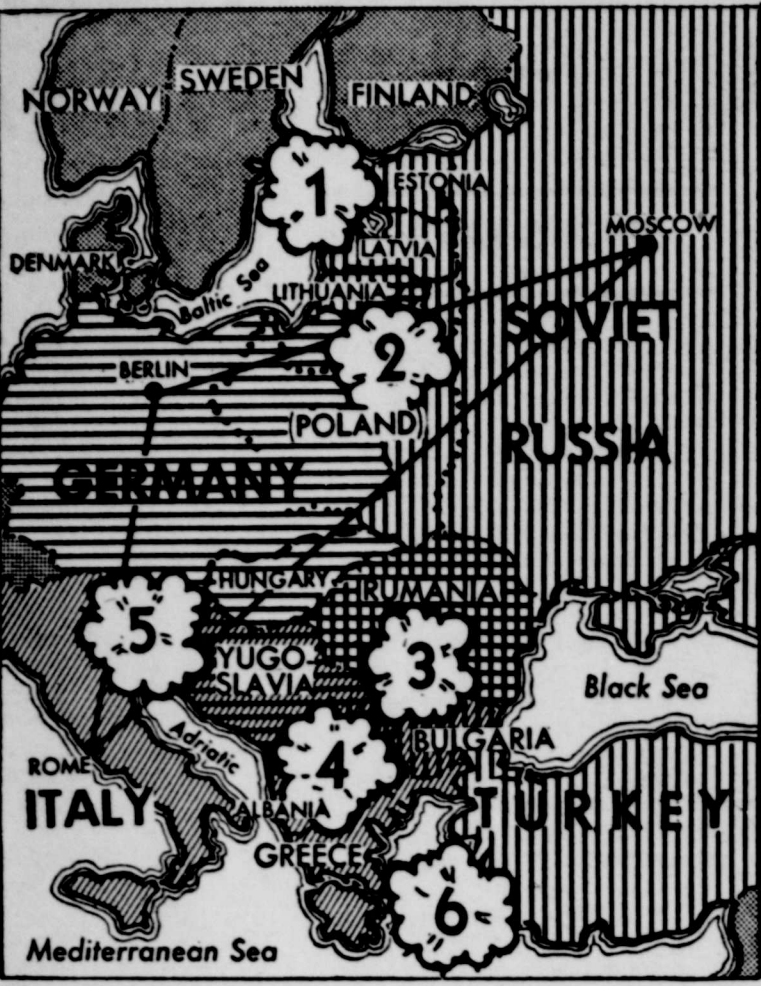 NORWAY
SWEDEN
FINLAND
1
ESTONIA
MOSCOW
LATVIA
DENMARK
Baltic Sea
LITHUANIA
SOVIET
2
BERLIN
(POLAND)
RUSSIA
GERMANY
HUNGARY
RUMANIA
5
YUGO-
SLAVIA
3
Black Sea
Adriatic
BULGARIA
ROME
4
ITALY
ALBANIA
TURKEY
GREECE
6
Mediterranean Sea